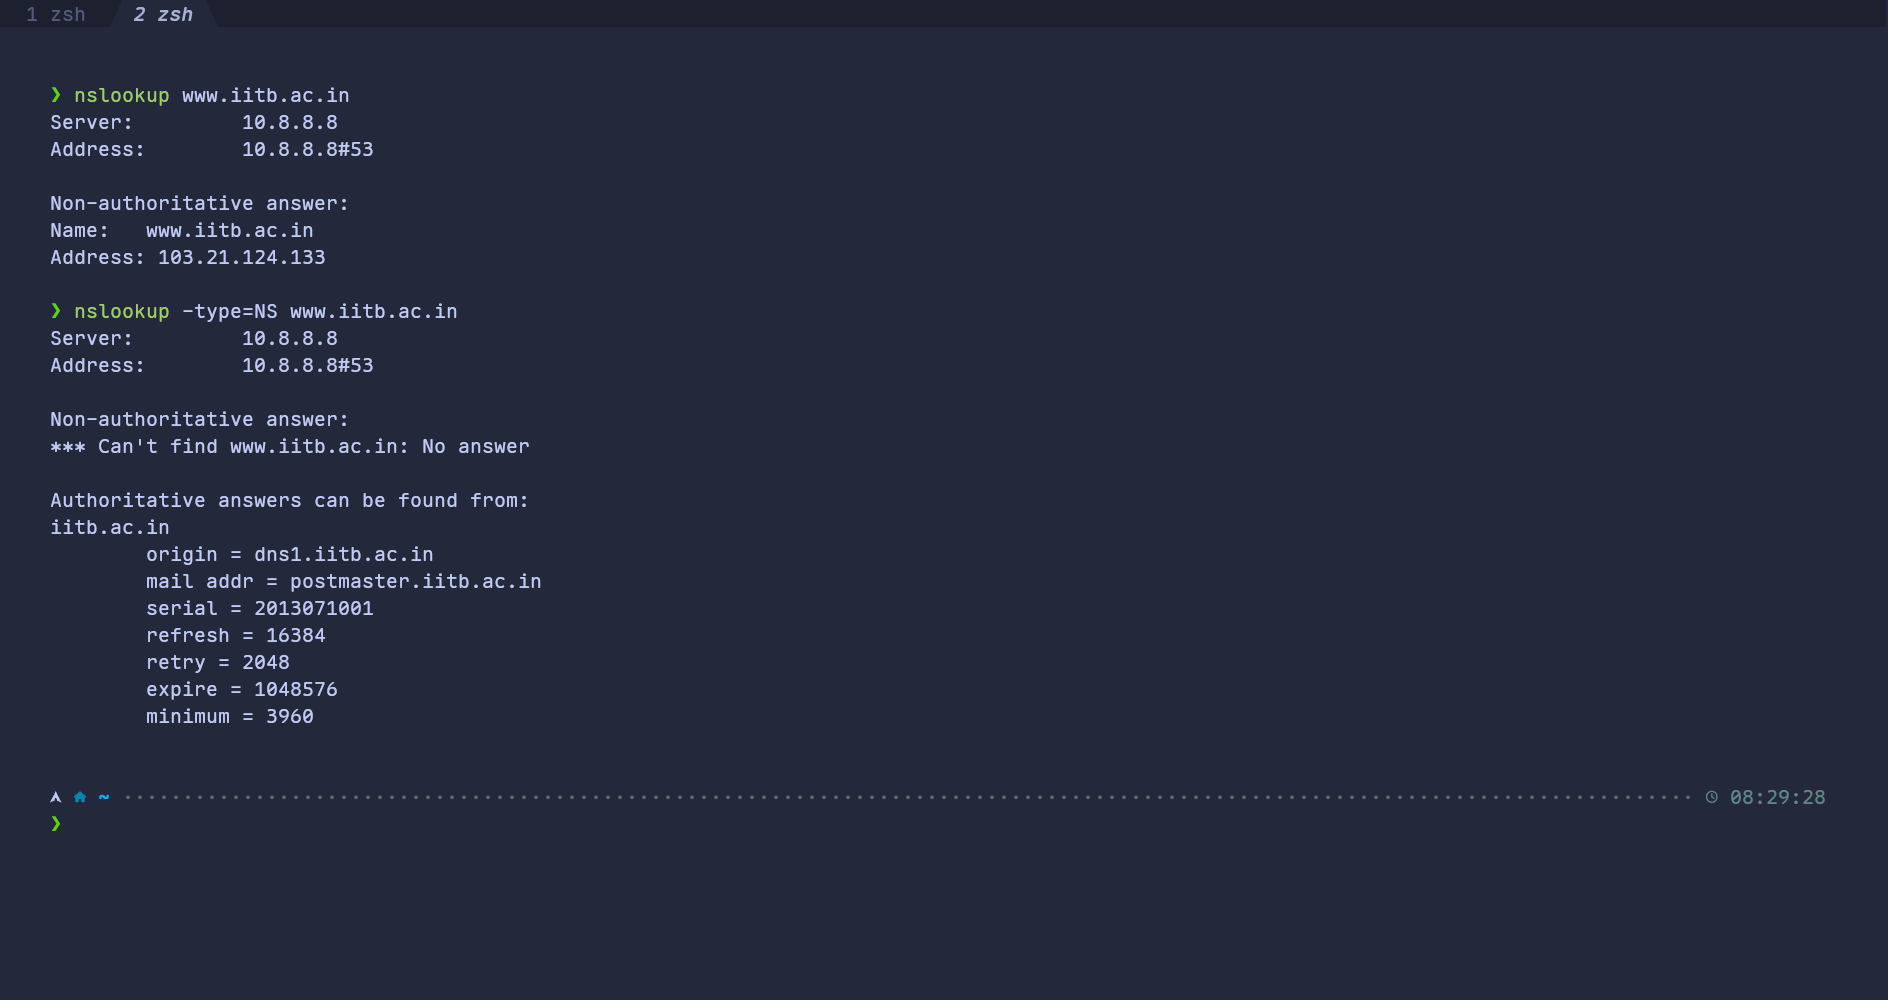 1 zsh 2 zsh
❯ nslookup www.iitb.ac.in
Server:         10.8.8.8
Address:        10.8.8.8#53
Non-authoritative answer:
Name:   www.iitb.ac.in
Address: 103.21.124.133
❯ nslookup -type=NS www.iitb.ac.in
Server:         10.8.8.8
Address:        10.8.8.8#53
Non-authoritative answer:
*** Can't find www.iitb.ac.in: No answer
Authoritative answers can be found from:
iitb.ac.in
        origin = dns1.iitb.ac.in
        mail addr = postmaster.iitb.ac.in
        serial = 2013071001
        refresh = 16384
        retry = 2048
        expire = 1048576
        minimum = 3960
~ 08:29:28
❯